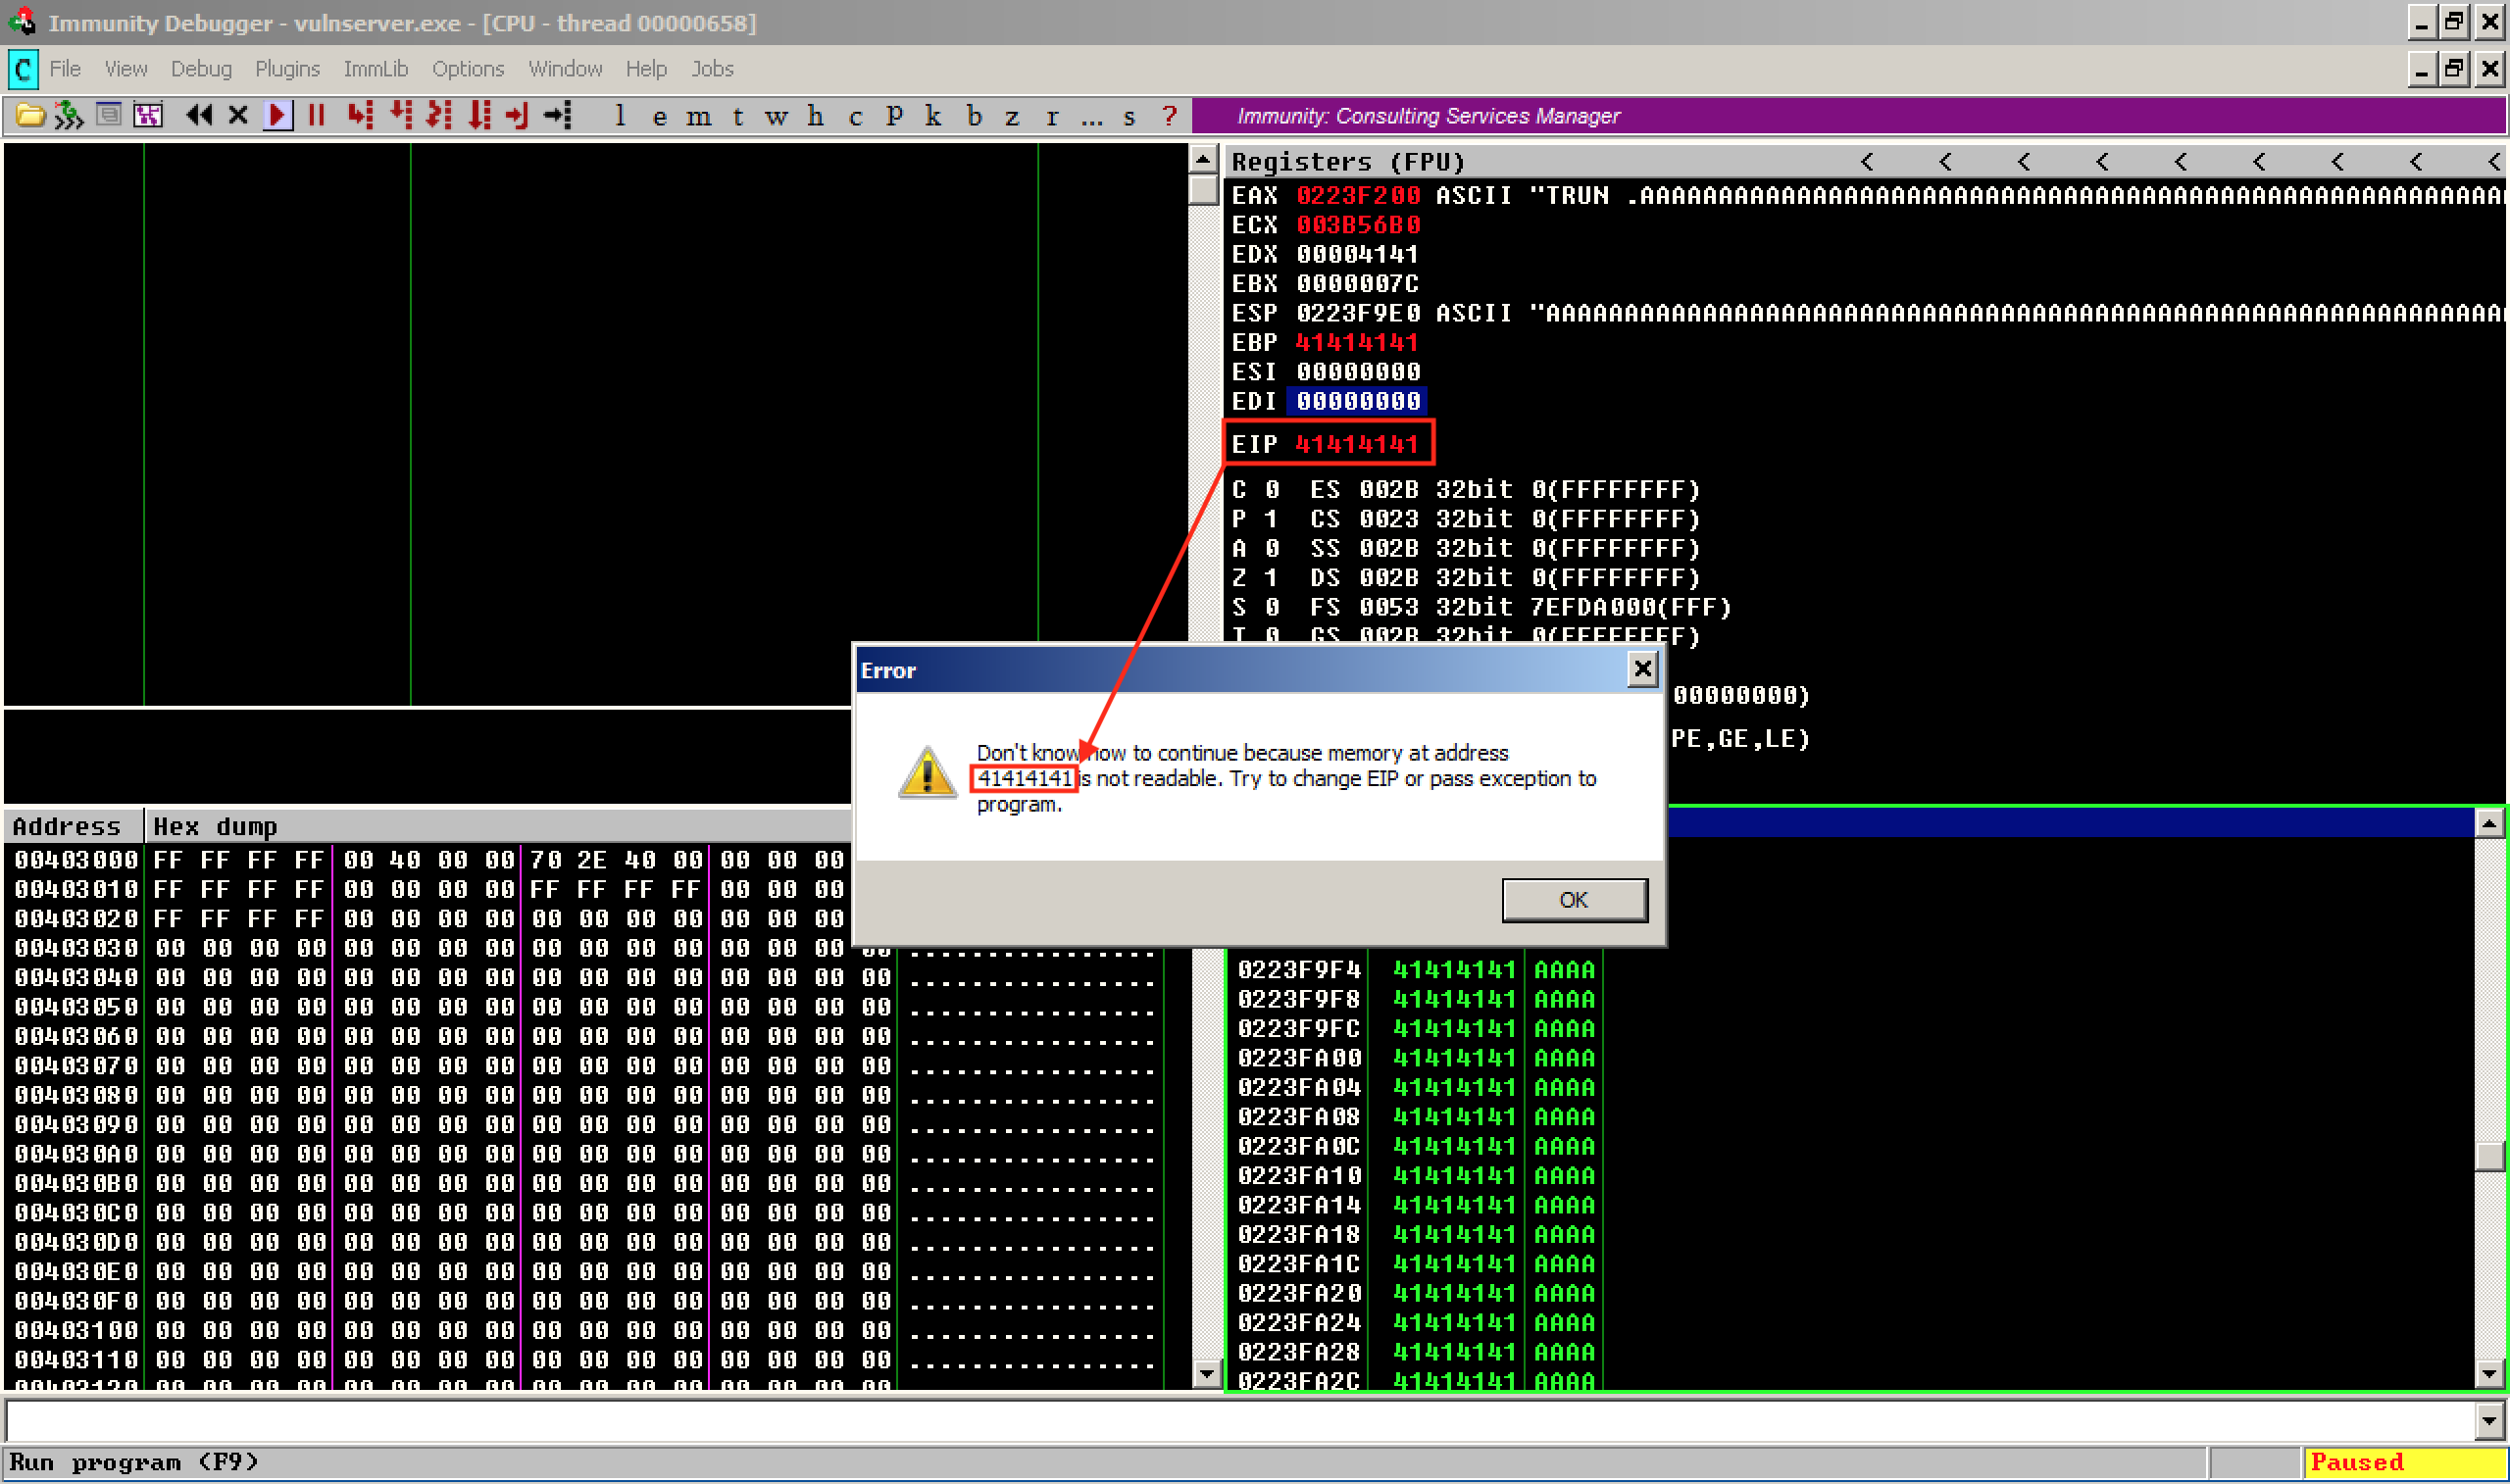 Immunity Debugger - vulnserver.exe - [CPU - thread 00000658]
C File View Debug Plugins ImmLib Options Window Help Jobs
l e m t w h c P k b z r ... s ?
Immunity: Consulting Services Manager
Registers (FPU) < < < < < < < < <
EAX 0223F200 ASCII "TRUN .AAAAAAAAAAAAAAAAAAAAAAAAAAAAAAAAAAAAAAAAAAAAAAAAAAAAAAA
ECX 003B56B0
EDX 00004141
EBX 0000007C
ESP 0223F9E0 ASCII "AAAAAAAAAAAAAAAAAAAAAAAAAAAAAAAAAAAAAAAAAAAAAAAAAAAAAAAAAAAAA
EBP 41414141
ESI 00000000
EDI 00000000
EIP 41414141
C 0 ES 002B 32bit 0(FFFFFFFF)
P 1 CS 0023 32bit 0(FFFFFFFF)
A 0 SS 002B 32bit 0(FFFFFFFF)
Z 1 DS 002B 32bit 0(FFFFFFFF)
S 0 FS 0053 32bit 7EFDA000(FFF)
T 0 GS 002B 32bit 0(FFFFFFFF)
00000000)
PE,GE,LE)
Error
Don't know how to continue because memory at address
41414141 is not readable. Try to change EIP or pass exception to
program.
OK
Address Hex dump
00403000 FF FF FF FF 00 40 00 00 70 2E 40 00 00 00 00
00403010 FF FF FF FF 00 00 00 00 FF FF FF FF 00 00 00
00403020 FF FF FF FF 00 00 00 00 00 00 00 00 00 00 00
00403030 00 00 00 00 00 00 00 00 00 00 00 00 00 00 00 00 ................
00403040 00 00 00 00 00 00 00 00 00 00 00 00 00 00 00 00 ................
00403050 00 00 00 00 00 00 00 00 00 00 00 00 00 00 00 00 ................
00403060 00 00 00 00 00 00 00 00 00 00 00 00 00 00 00 00 ................
00403070 00 00 00 00 00 00 00 00 00 00 00 00 00 00 00 00 ................
00403080 00 00 00 00 00 00 00 00 00 00 00 00 00 00 00 00 ................
00403090 00 00 00 00 00 00 00 00 00 00 00 00 00 00 00 00 ................
004030A0 00 00 00 00 00 00 00 00 00 00 00 00 00 00 00 00 ................
004030B0 00 00 00 00 00 00 00 00 00 00 00 00 00 00 00 00 ................
004030C0 00 00 00 00 00 00 00 00 00 00 00 00 00 00 00 00 ................
004030D0 00 00 00 00 00 00 00 00 00 00 00 00 00 00 00 00 ................
004030E0 00 00 00 00 00 00 00 00 00 00 00 00 00 00 00 00 ................
004030F0 00 00 00 00 00 00 00 00 00 00 00 00 00 00 00 00 ................
00403100 00 00 00 00 00 00 00 00 00 00 00 00 00 00 00 00 ................
00403110 00 00 00 00 00 00 00 00 00 00 00 00 00 00 00 00 ................
00403120 00 00 00 00 00 00 00 00 00 00 00 00 00 00 00 00
0223F9F4 41414141 AAAA
0223F9F8 41414141 AAAA
0223F9FC 41414141 AAAA
0223FA00 41414141 AAAA
0223FA04 41414141 AAAA
0223FA08 41414141 AAAA
0223FA0C 41414141 AAAA
0223FA10 41414141 AAAA
0223FA14 41414141 AAAA
0223FA18 41414141 AAAA
0223FA1C 41414141 AAAA
0223FA20 41414141 AAAA
0223FA24 41414141 AAAA
0223FA28 41414141 AAAA
0223FA2C 41414141 AAAA
Run program (F9)
Paused